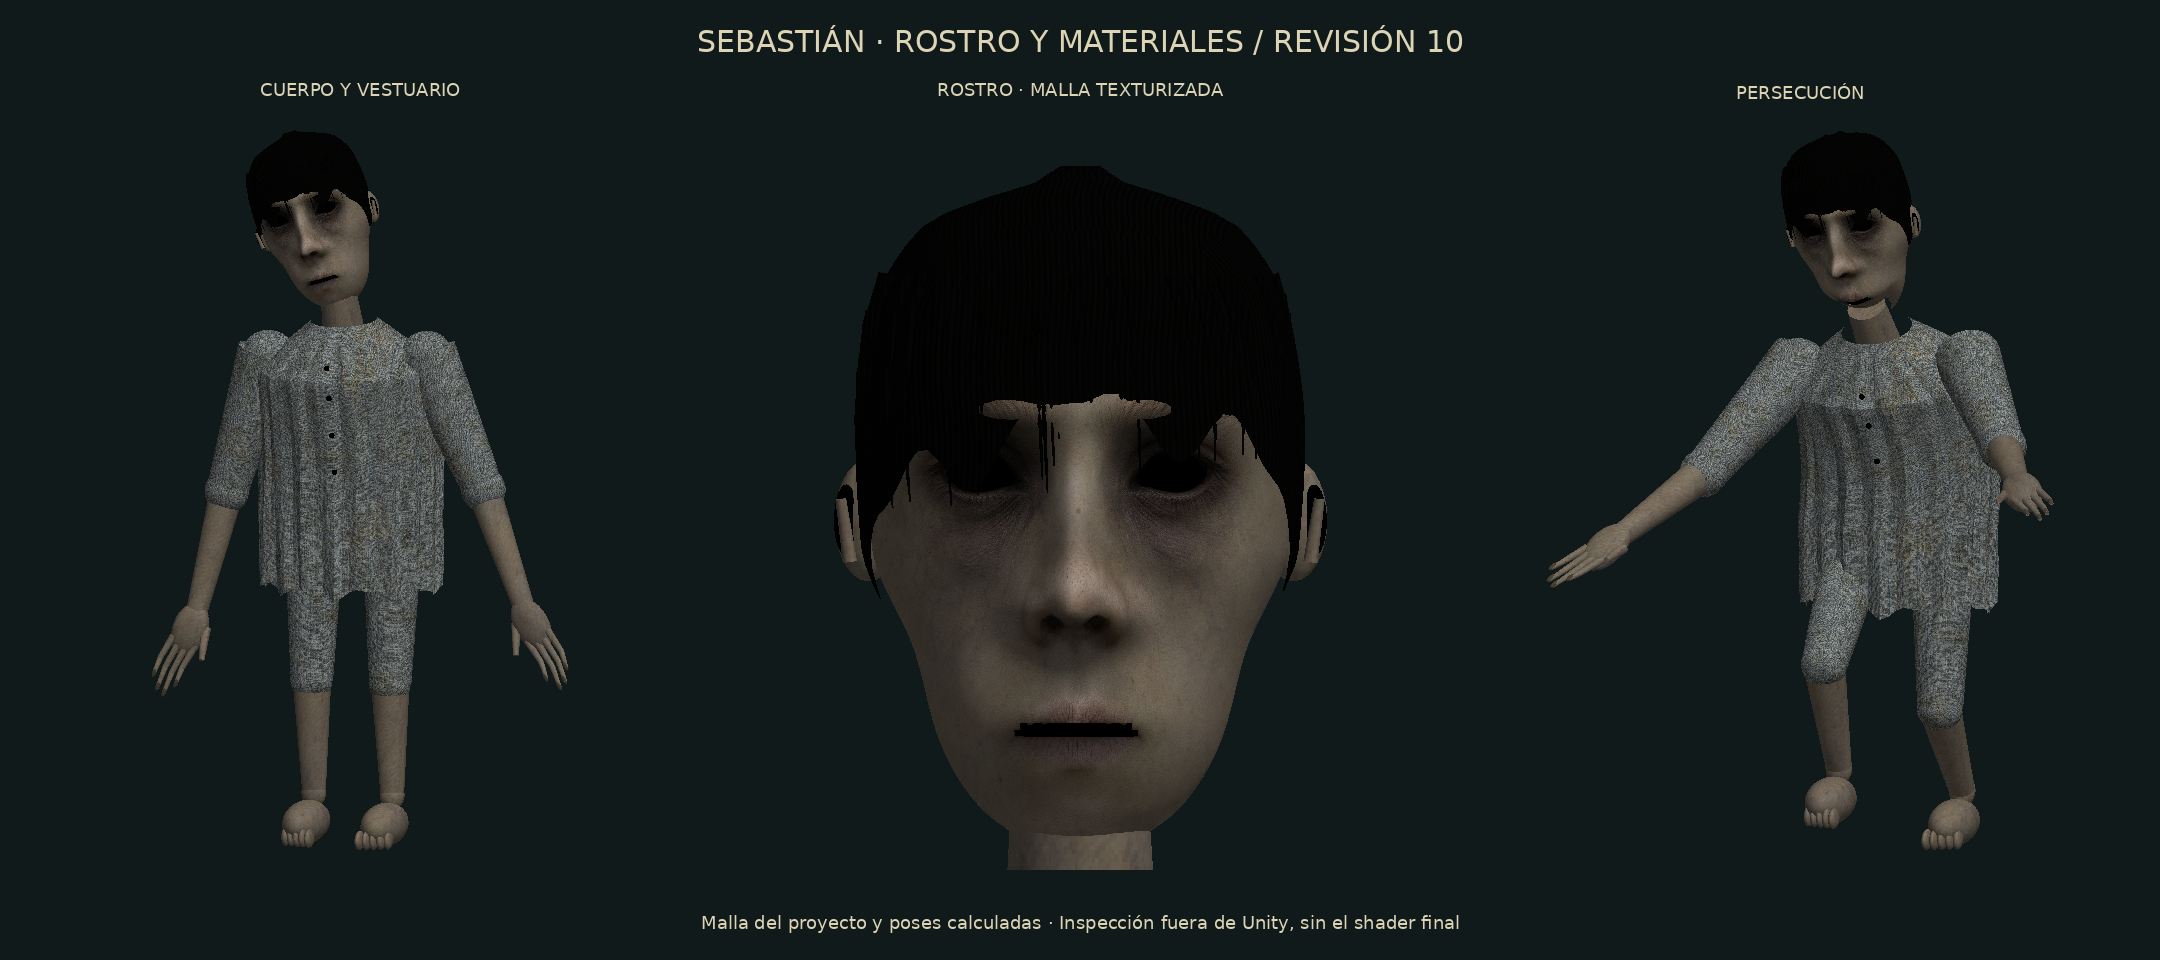 SEBASTIÁN · ROSTRO Y MATERIALES / REVISIÓN 10
CUERPO Y VESTUARIO
ROSTRO · MALLA TEXTURIZADA
PERSECUCIÓN
Malla del proyecto y poses calculadas · Inspección fuera de Unity, sin el shader final